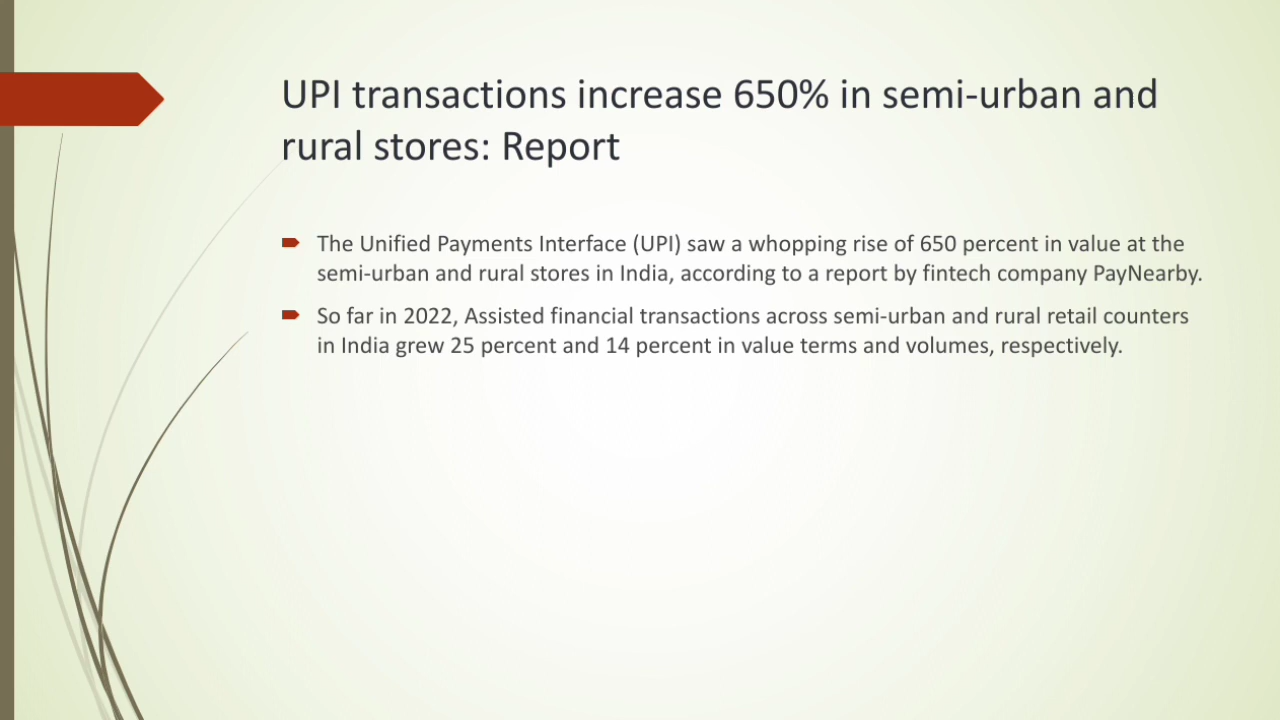 UPI transactions increase 650% in semi-urban and
rural stores: Report
The Unified Payments Interface (UPI) saw a whopping rise of 650 percent in value at the
semi-urban and rural stores in India, according to a report by fintech company PayNearby.
So far in 2022, Assisted financial transactions across semi-urban and rural retail counters
in India grew 25 percent and 14 percent in value terms and volumes, respectively.